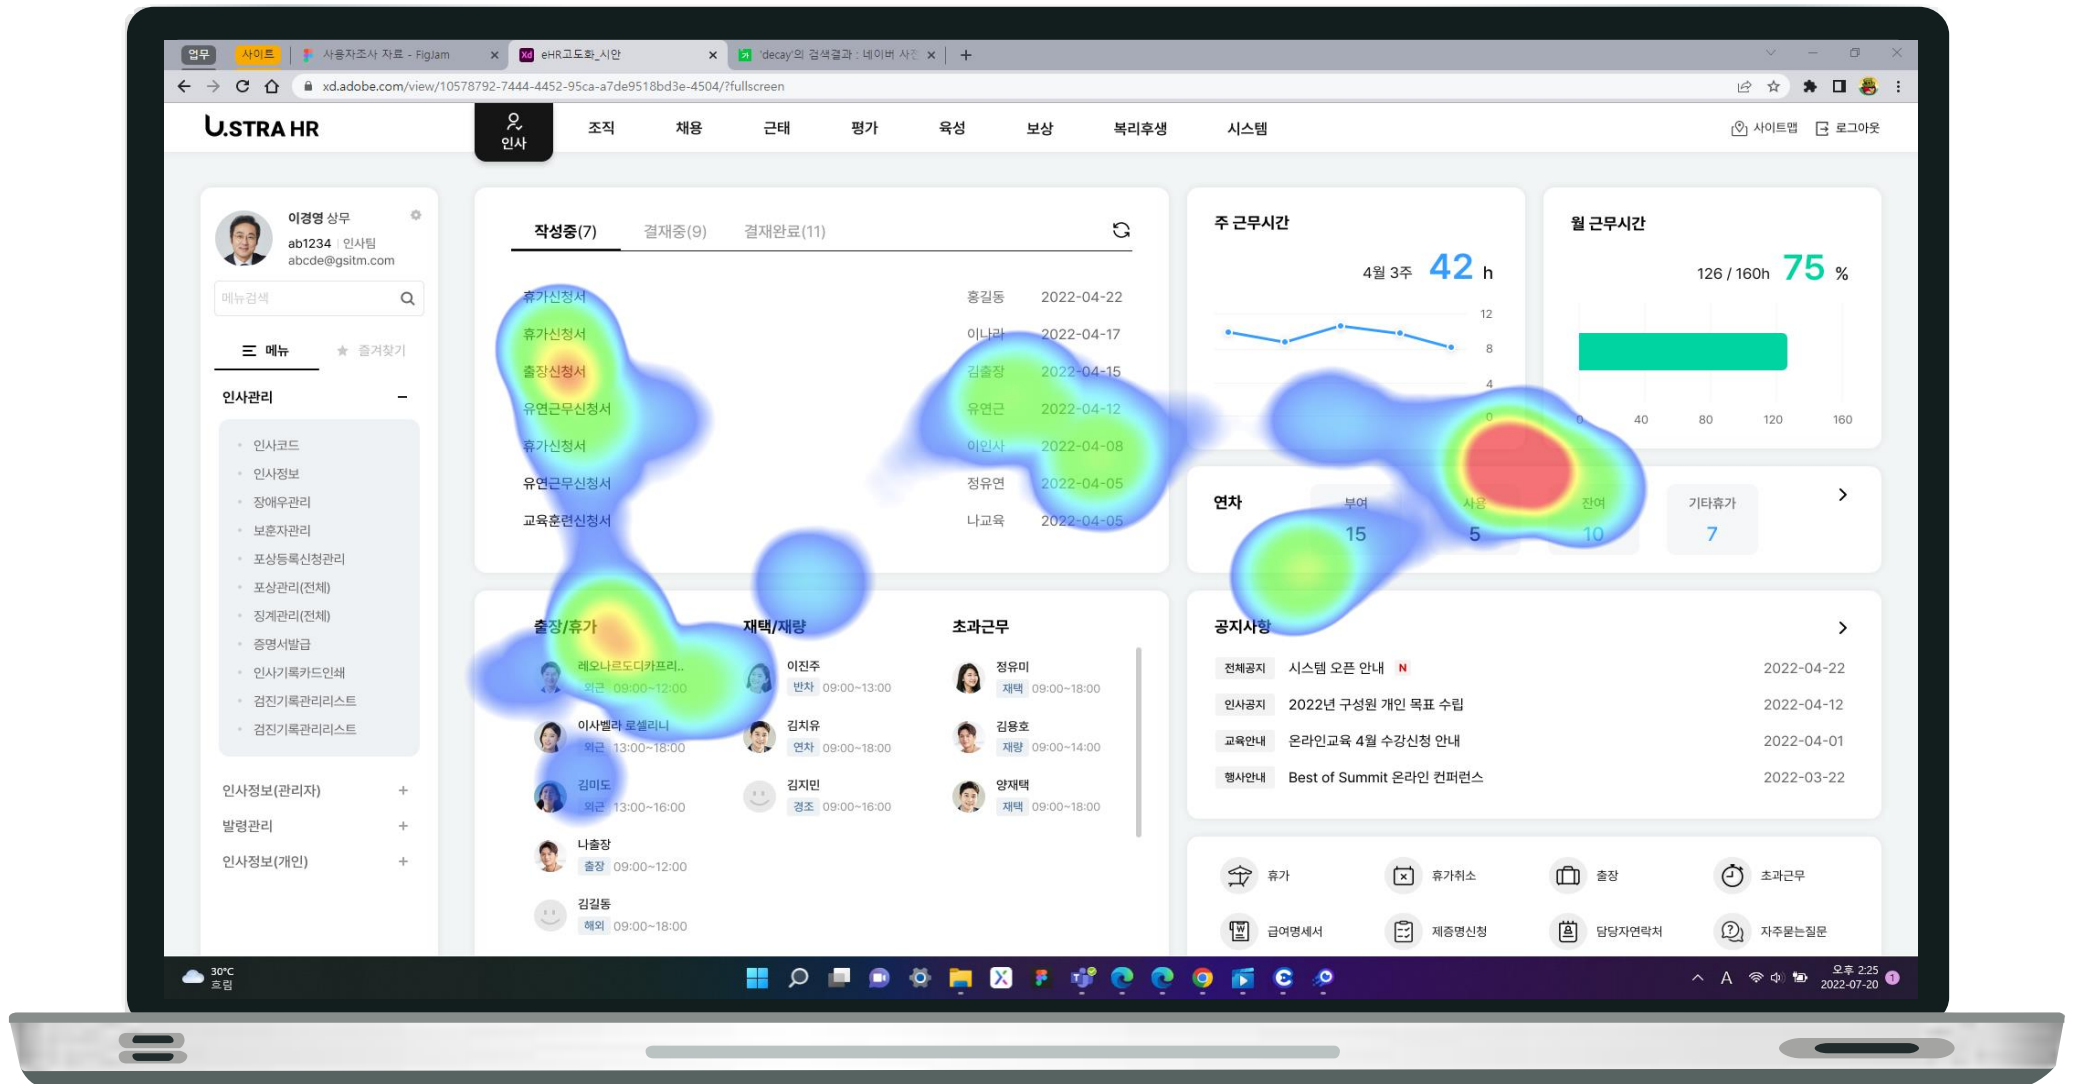 업무 사이트 사용자조사 자료 - FigJam eHR고도화_시안 'decay'의 검색결과 : 네이버 사전
xd.adobe.com/view/10578792-7444-4452-95ca-a7de9518bd3e-4504/?fullscreen
U.STRA HR 인사 조직 채용 근태 평가 육성 보상 복리후생 시스템 사이트맵 로그아웃
이경영 상무
ab1234 인사팀
abcde@gsitm.com
메뉴검색
메뉴 즐겨찾기
인사관리
인사코드
인사정보
장애우관리
보훈자관리
포상등록신청관리
포상관리(전체)
징계관리(전체)
증명서발급
인사기록카드인쇄
검진기록관리리스트
검진기록관리리스트
인사정보(관리자) +
발령관리 +
인사정보(개인) +
작성중(7) 결재중(9) 결재완료(11)
휴가신청서 홍길동 2022-04-22
휴가신청서 이나라 2022-04-17
출장신청서 김출장 2022-04-15
유연근무신청서 유연근 2022-04-12
휴가신청서 이인사 2022-04-08
유연근무신청서 정유연 2022-04-05
교육훈련신청서 나교육 2022-04-05
출장/휴가
레오나르도디카프리..
외근 09:00~12:00
이사벨라 로셀리니
외근 13:00~18:00
김미도
외근 13:00~16:00
나출장
출장 09:00~12:00
김길동
해외 09:00~18:00
재택/재량
이진주
반차 09:00~13:00
김치유
연차 09:00~18:00
김지민
경조 09:00~16:00
초과근무
정유미
재택 09:00~18:00
김용호
재량 09:00~14:00
양재택
재택 09:00~18:00
주 근무시간
4월 3주 42 h
12
8
4
0
월 근무시간
126 / 160h 75 %
0 40 80 120 160
연차
부여 사용 잔여 기타휴가
15 5 10 7
공지사항
전체공지 시스템 오픈 안내 N 2022-04-22
인사공지 2022년 구성원 개인 목표 수립 2022-04-12
교육안내 온라인교육 4월 수강신청 안내 2022-04-01
행사안내 Best of Summit 온라인 컨퍼런스 2022-03-22
휴가 휴가취소 출장 초과근무
급여명세서 제증명신청 담당자연락처 자주묻는질문
30°C
흐림
A 오후 2:25
2022-07-20 1